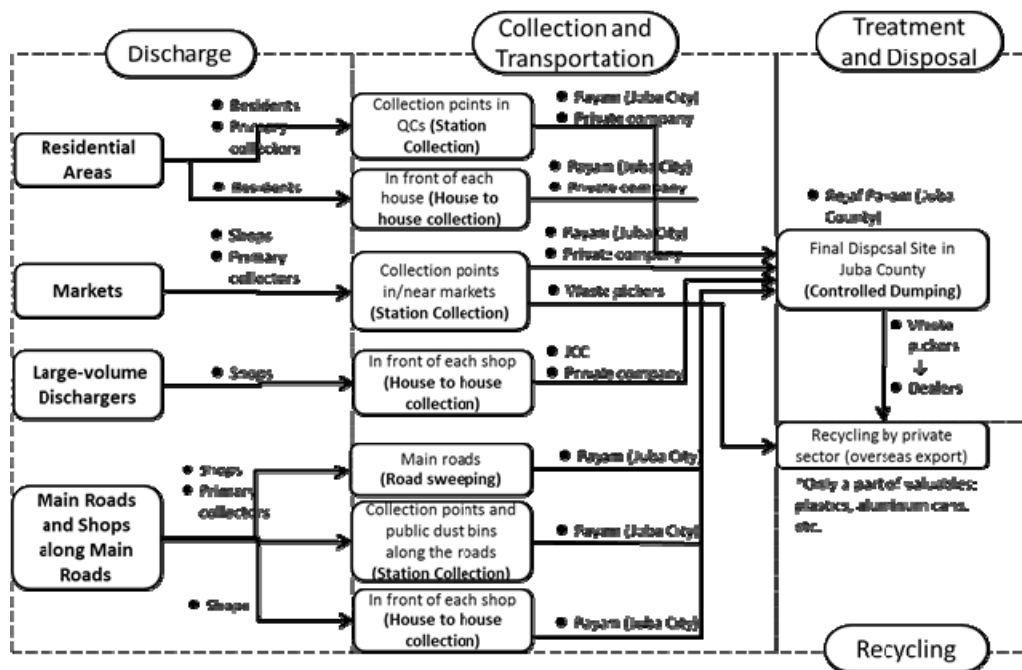 Discharge
Collection and
Transportation
Treatment
and Disposal
Residential
Areas
Residents
Primary
collectors
Residents
Collection points in
QCs (Station
Collection)
Payam (Juba City)
Private company
In front of each
house (House to
house collection)
Payam (Juba City)
Private company
Rejaf Payam (Juba
County)
Markets
Shops
Primary
collectors
Collection points
in/near markets
(Station Collection)
Payam (Juba City)
Private company
Waste pickers
Final Disposal Site in
Juba County
(Controlled Dumping)
Waste
pickers
↓
Dealers
Large-volume
Dischargers
Shops
In front of each shop
(House to house
collection)
JCC
Private company
Recycling by private
sector (overseas export)
*Only a part of valuables:
plastics, aluminum cans,
etc.
Main Roads
and Shops
along Main
Roads
Shops
Primary
collectors
Shops
Main roads
(Road sweeping)
Payam (Juba City)
Collection points and
public dust bins
along the roads
(Station Collection)
Payam (Juba City)
In front of each shop
(House to house
collection)
Payam (Juba City)
Recycling